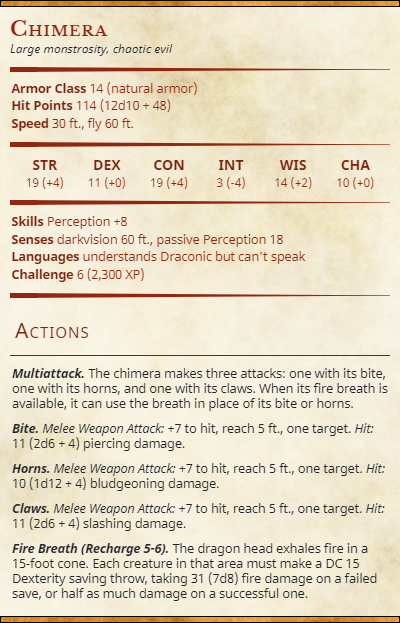 Chimera
Large monstrosity, chaotic evil
Armor Class 14 (natural armor)
Hit Points 114 (12d10 + 48)
Speed 30 ft., fly 60 ft.
STR DEX CON INT WIS CHA
19 (+4) 11 (+0) 19 (+4) 3 (-4) 14 (+2) 10 (+0)
Skills Perception +8
Senses darkvision 60 ft., passive Perception 18
Languages understands Draconic but can't speak
Challenge 6 (2,300 XP)
Actions
Multiattack. The chimera makes three attacks: one with its bite,
one with its horns, and one with its claws. When its fire breath is
available, it can use the breath in place of its bite or horns.
Bite. Melee Weapon Attack: +7 to hit, reach 5 ft., one target. Hit:
11 (2d6 + 4) piercing damage.
Horns. Melee Weapon Attack: +7 to hit, reach 5 ft., one target. Hit:
10 (1d12 + 4) bludgeoning damage.
Claws. Melee Weapon Attack: +7 to hit, reach 5 ft., one target. Hit:
11 (2d6 + 4) slashing damage.
Fire Breath (Recharge 5-6). The dragon head exhales fire in a
15-foot cone. Each creature in that area must make a DC 15
Dexterity saving throw, taking 31 (7d8) fire damage on a failed
save, or half as much damage on a successful one.